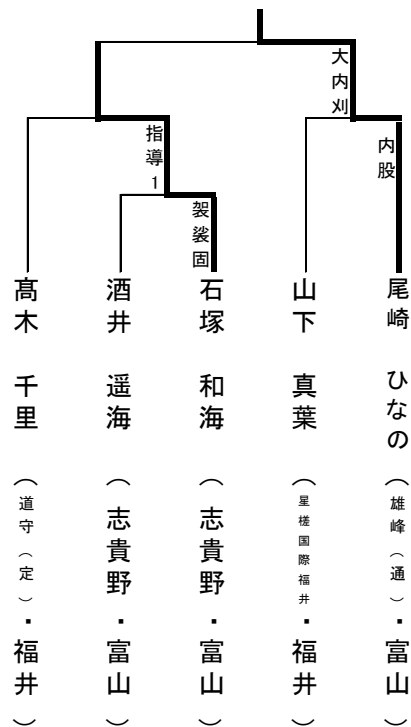 大内刈
指導1
内股
袈裟固
髙木 千里 (道守(定)・福井)
酒井 遥海 (志貴野・富山)
石塚 和海 (志貴野・富山)
山下 真葉 (星槎国際福井・福井)
尾崎 ひなの (雄峰(通)・富山)